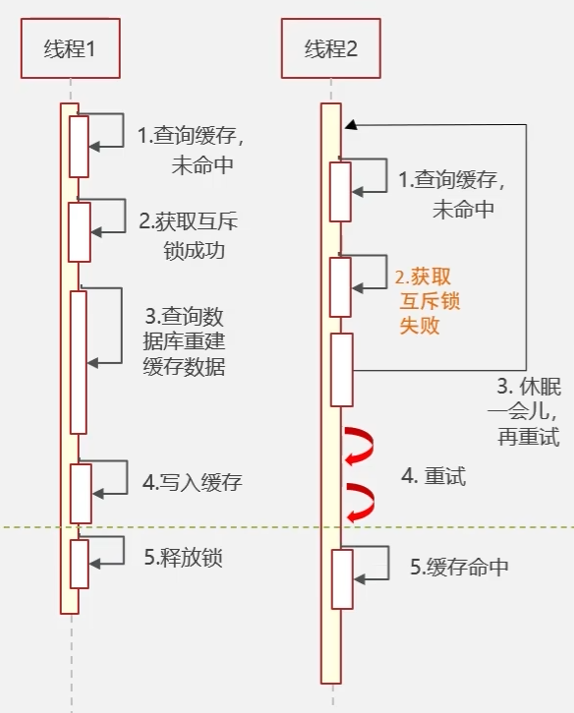 线程1
线程2
1.查询缓存，
未命中
1.查询缓存，
未命中
2.获取互斥
锁成功
2.获取
互斥锁
失败
3.查询数
据库重建
缓存数据
3. 休眠
一会儿，
再重试
4.写入缓存
4. 重试
5.释放锁
5.缓存命中